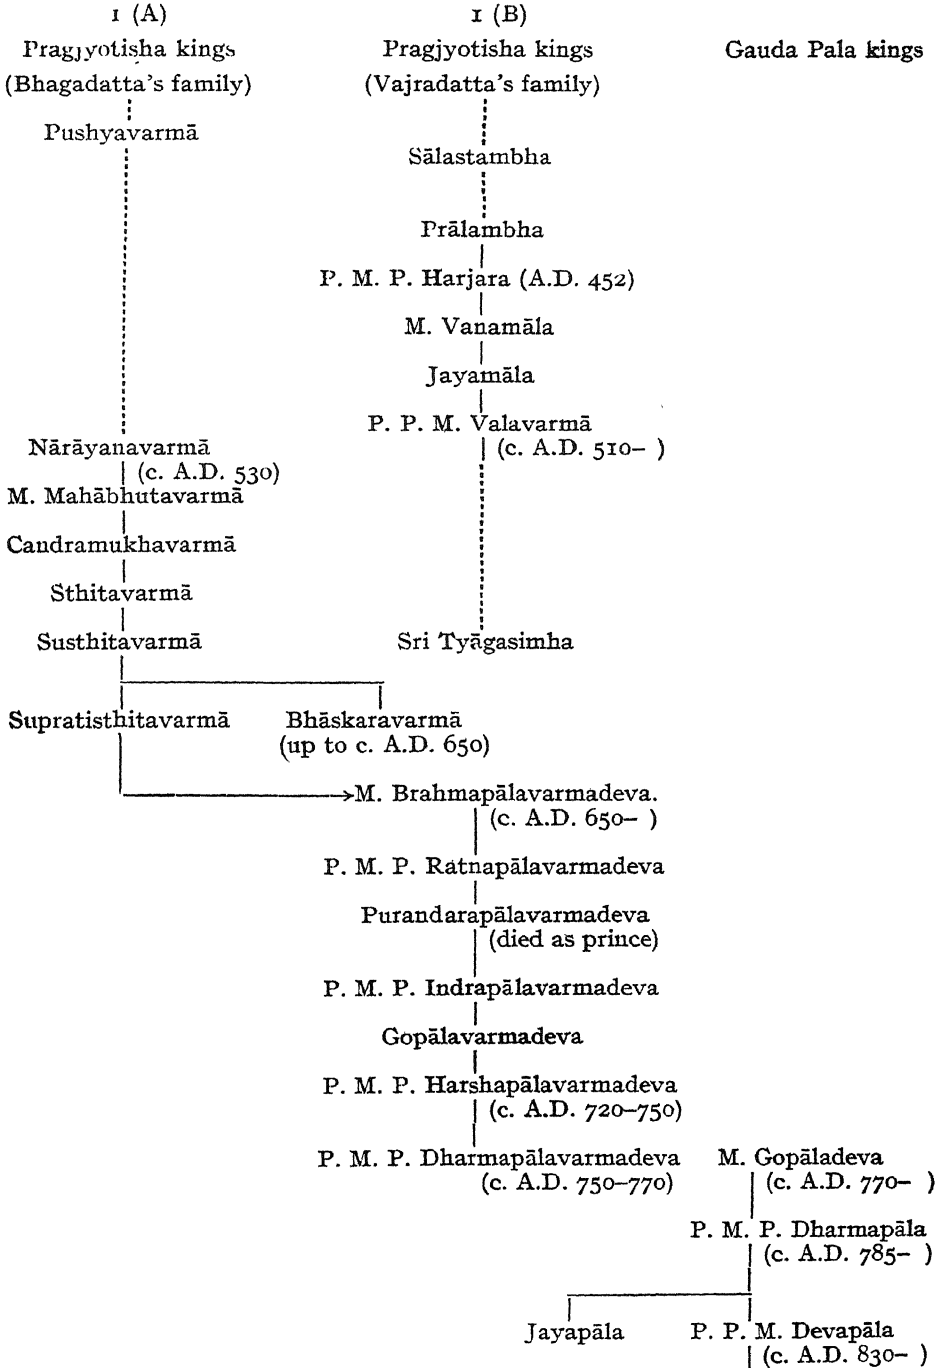 I (A)
Pragjyotisha kings
(Bhagadatta's family)
Pushyavarmā
Nārāyanavarmā
(c. A.D. 530)
M. Mahābhutavarmā
Candramukhavarmā
Sthitavarmā
Susthitavarmā
Supratisthitavarmā
I (B)
Pragjyotisha kings
(Vajradatta's family)
Sālastambha
Prālambha
P. M. P. Harjara (A.D. 452)
M. Vanamāla
Jayamāla
P. P. M. Valavarmā
(c. A.D. 510– )
Sri Tyāgasimha
Bhāskaravarmā
(up to c. A.D. 650)
M. Brahmapālavarmadeva.
(c. A.D. 650– )
P. M. P. Ratnapālavarmadeva
Purandarapālavarmadeva
(died as prince)
P. M. P. Indrapālavarmadeva
Gopālavarmadeva
P. M. P. Harshapālavarmadeva
(c. A.D. 720–750)
P. M. P. Dharmapālavarmadeva
(c. A.D. 750–770)
Gauda Pala kings
M. Gopāladeva
(c. A.D. 770– )
P. M. P. Dharmapāla
(c. A.D. 785– )
Jayapāla
P. P. M. Devapāla
(c. A.D. 830– )